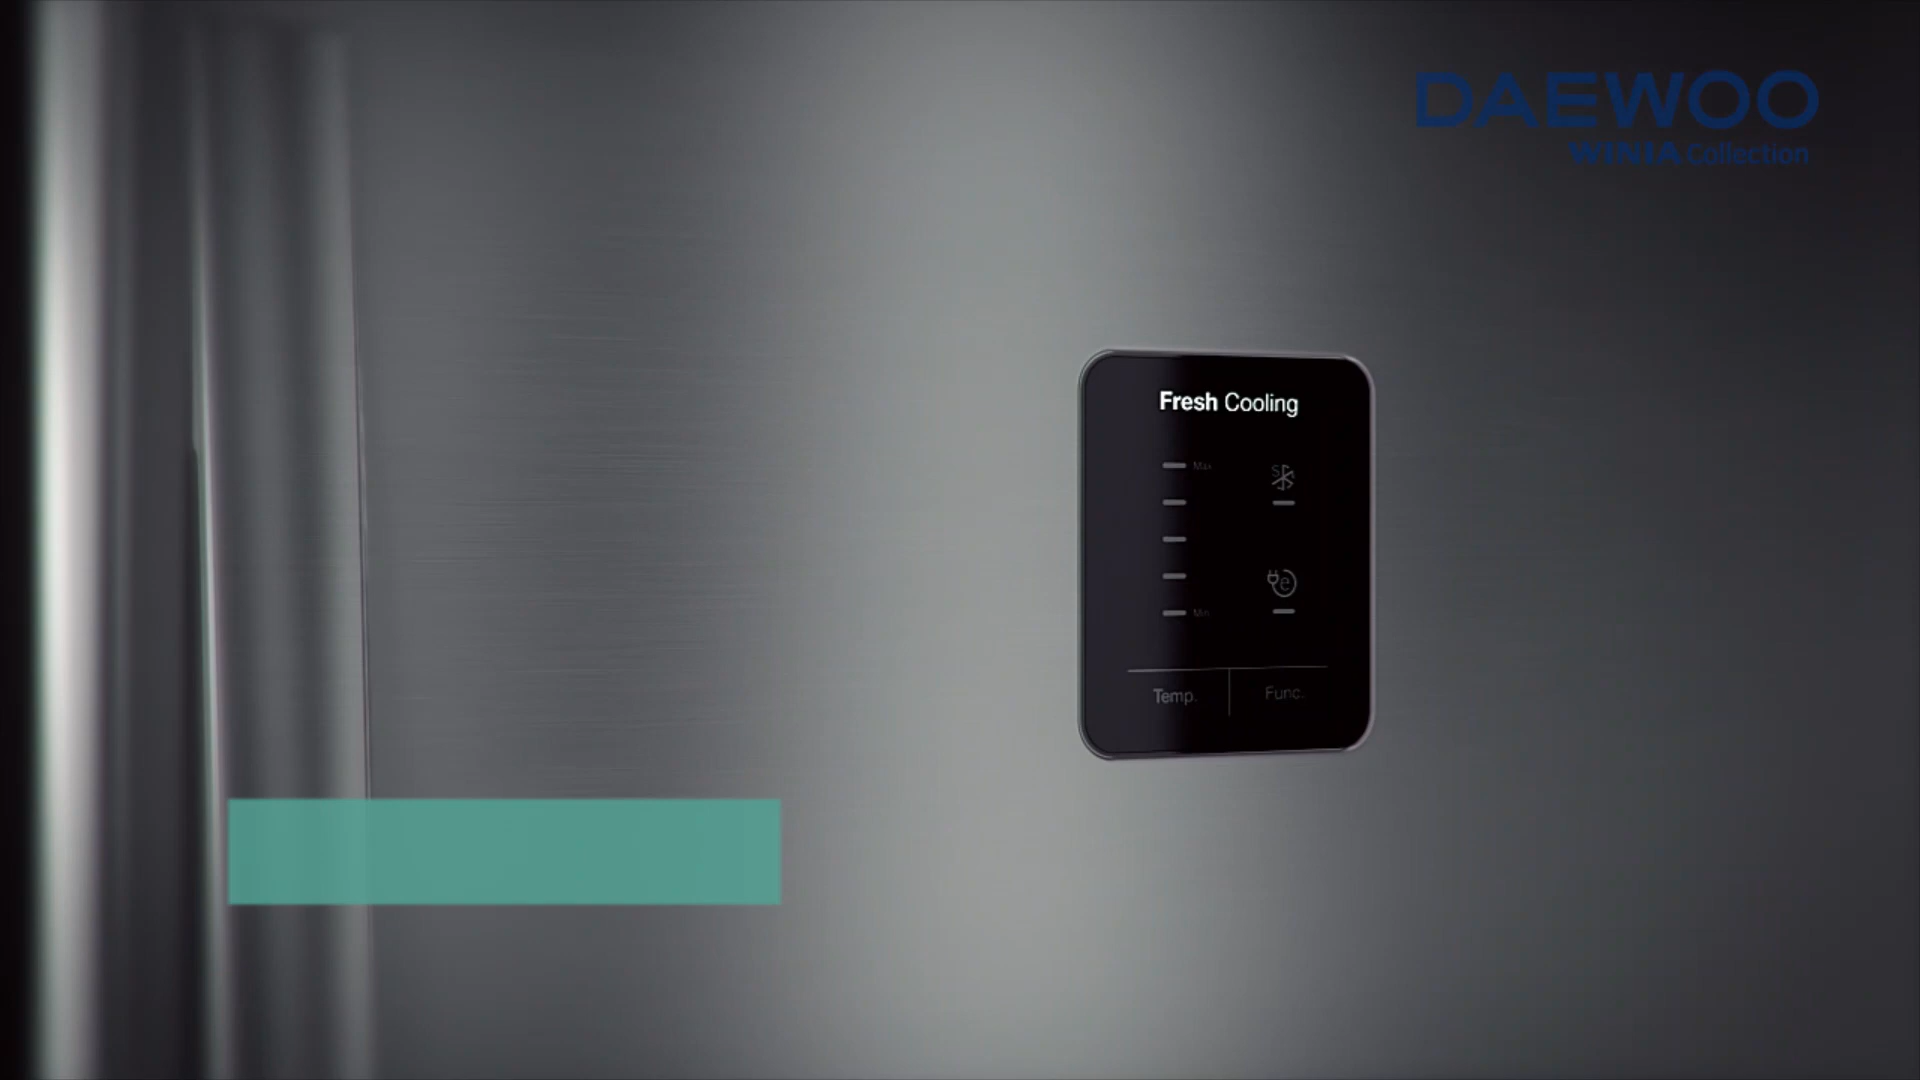 DAEWOO
WINIA Collection
Fresh Cooling
Max
Min
Temp.
Func.